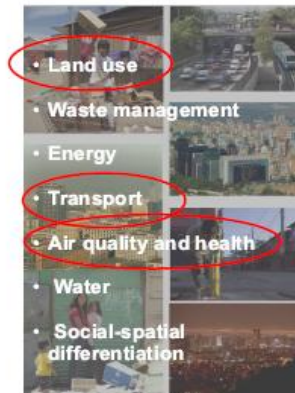 • Land use
• Waste management
• Energy
• Transport
• Air quality and health
• Water
• Social-spatial
differentiation